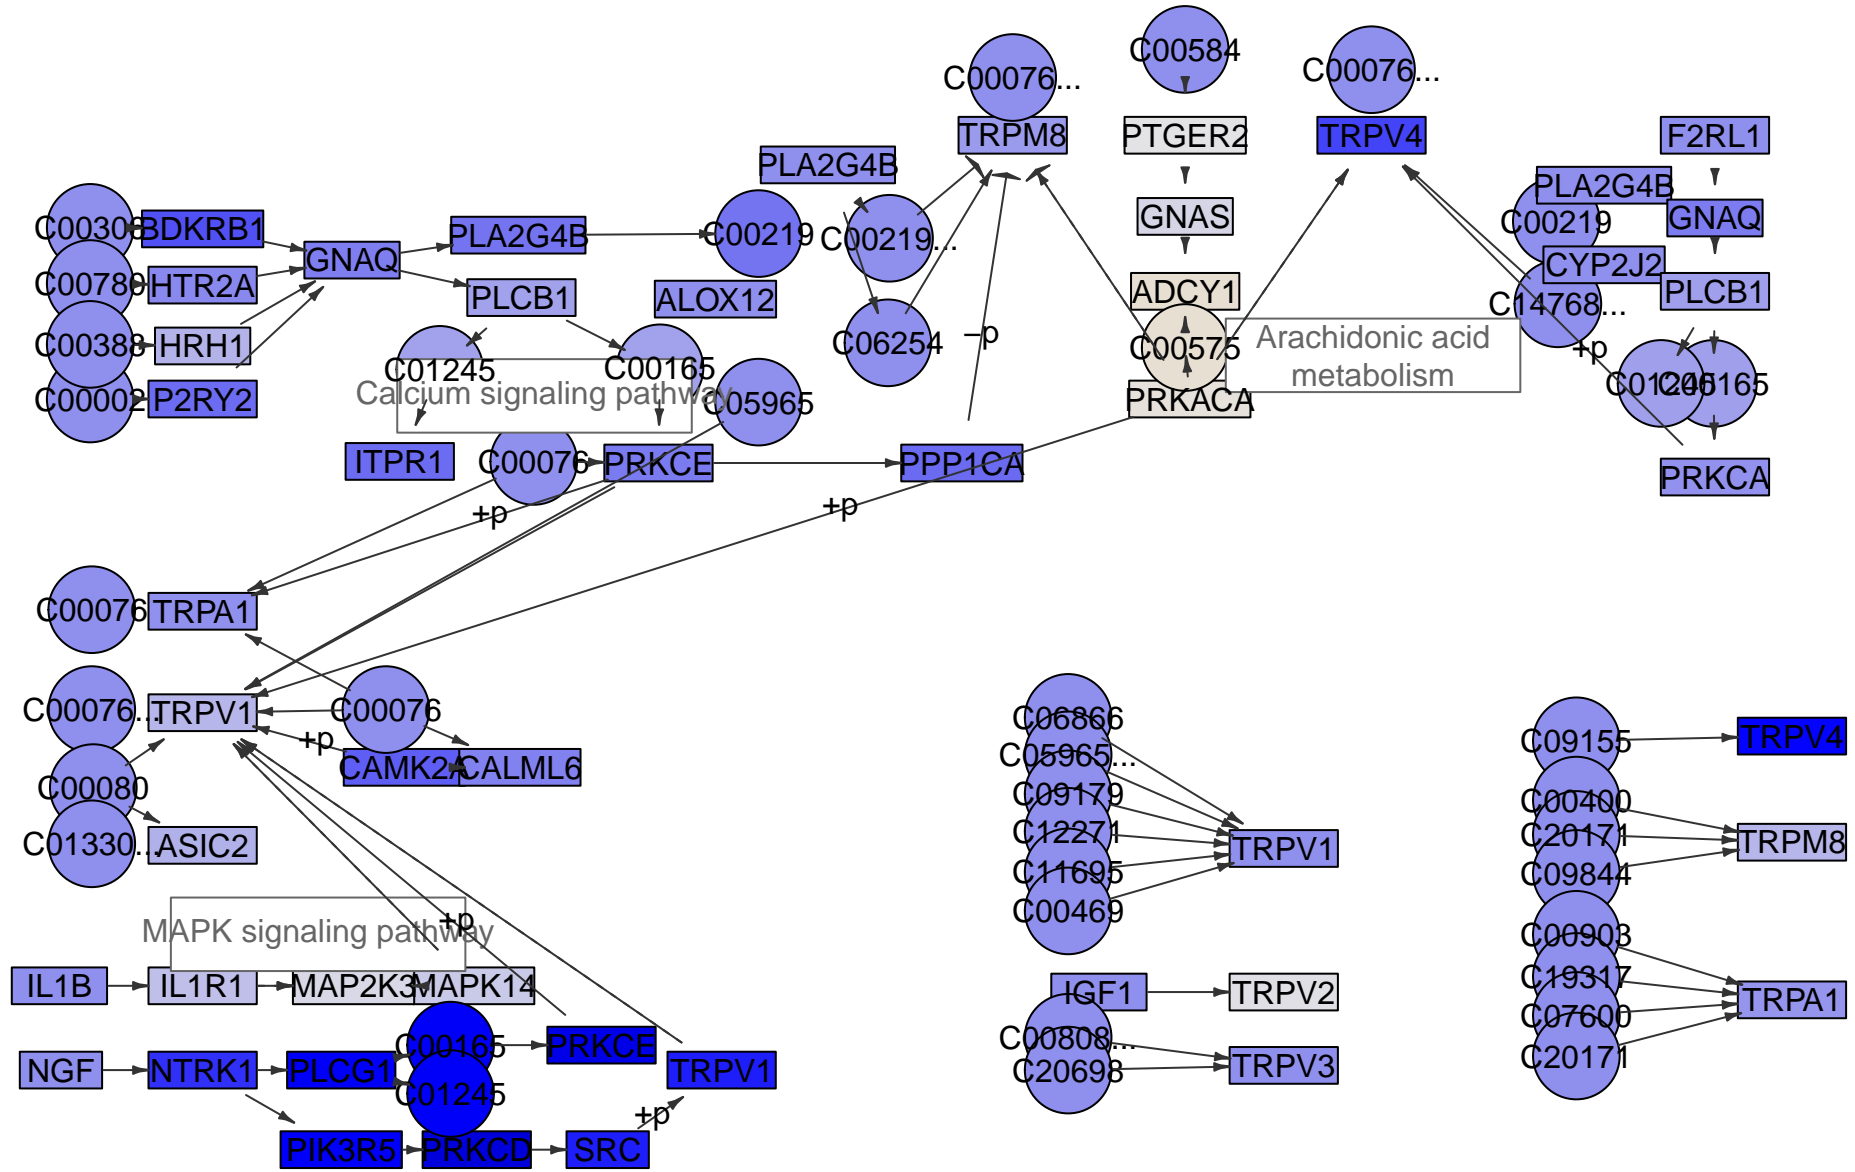 C00584
C00076...
C00076...
TRPM8
PTGER2
TRPV4
F2RL1
PLA2G4B
PLA2G4B
C00219
GNAS
GNAQ
BDKRB1
PLA2G4B
C00219
C00219...
GNAQ
CYP2J2
C00780
HTR2A
PLCB1
ALOX12
ADCY1
C14768...
PLCB1
C00388
HRH1
C06254
–p
C00575
Arachidonic acid
metabolism
+p
C01245
C00165
Calcium signaling pathway
C00002
P2RY2
C05965
PRKACA
C01245
C00165
ITPR1
C00076
PRKCE
PPP1CA
PRKCA
+p
+p
C00076
TRPA1
C00076...
TRPV1
C00076
+p
CAMK2A
CALML6
C00080
C01330...
ASIC2
C06866
C05965...
C09179
C12271
C11695
C00469
TRPV1
C09155
TRPV4
C00400
C20171
C09844
TRPM8
MAPK signaling pathway
+p
IL1B
IL1R1
MAP2K3
MAPK14
IGF1
TRPV2
C00903
C19317
C07600
C20171
TRPA1
C00165
PRKCE
NGF
NTRK1
PLCG1
C01245
TRPV1
C00808...
C20698
TRPV3
+p
PIK3R5
PRKCD
SRC